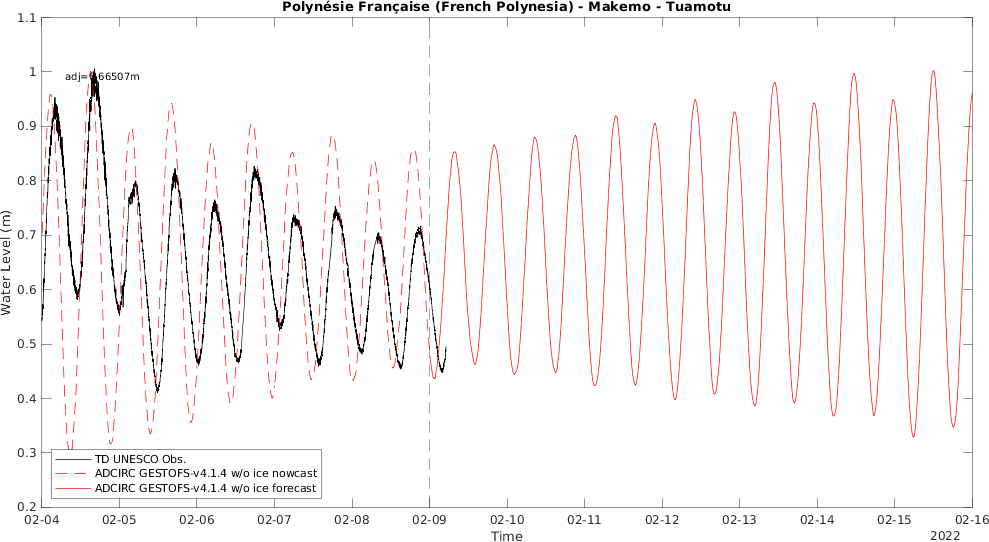 Polynésie Française (French Polynesia) - Makemo - Tuamotu
1.1
1
0.9
0.8
0.7
0.6
0.5
0.4
0.3
0.2
Water Level (m)
TD UNESCO Obs.
ADCIRC GESTOFS-v4.1.4 w/o ice nowcast
ADCIRC GESTOFS-v4.1.4 w/o ice forecast
02-04 02-05 02-06 02-07 02-08 02-09 02-10 02-11 02-12 02-13 02-14 02-15 02-16
Time
2022